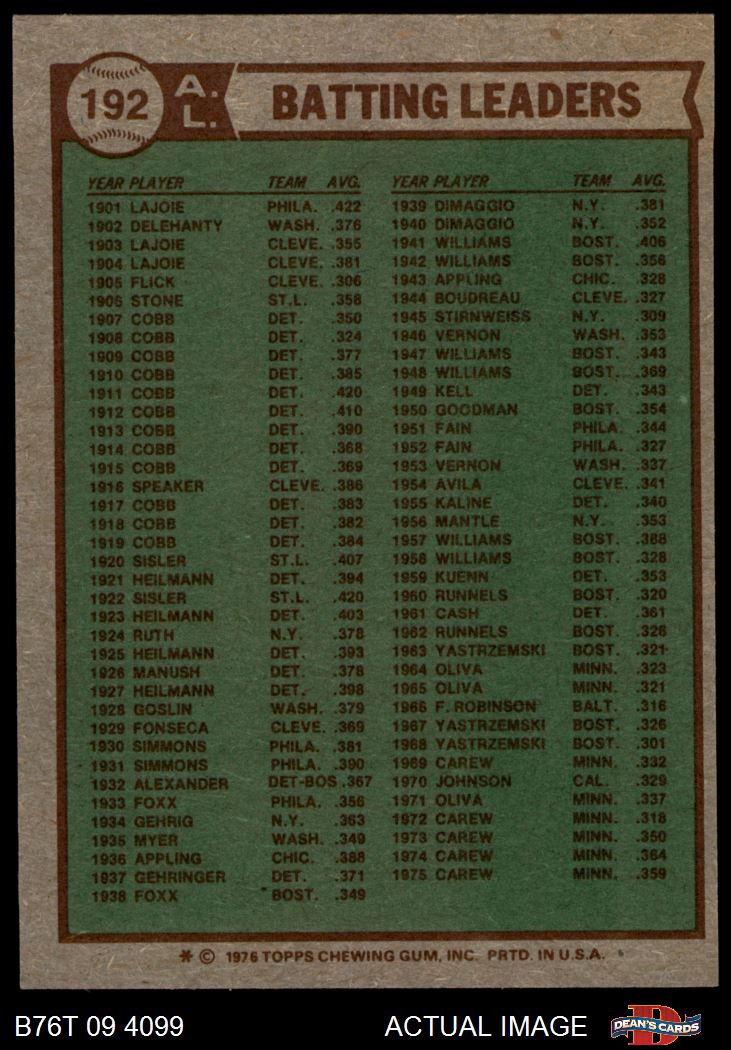 192 A.L. BATTING LEADERS
YEAR PLAYER TEAM AVG.
1901 LAJOIE PHILA. .422
1902 DELEHANTY WASH. .376
1903 LAJOIE CLEVE. .355
1904 LAJOIE CLEVE. .381
1905 FLICK CLEVE. .306
1906 STONE ST.L. .358
1907 COBB DET. .350
1908 COBB DET. .324
1909 COBB DET. .377
1910 COBB DET. .385
1911 COBB DET. .420
1912 COBB DET. .410
1913 COBB DET. .390
1914 COBB DET. .368
1915 COBB DET. .369
1916 SPEAKER CLEVE. .386
1917 COBB DET. .383
1918 COBB DET. .382
1919 COBB DET. .384
1920 SISLER ST.L. .407
1921 HEILMANN DET. .394
1922 SISLER ST.L. .420
1923 HEILMANN DET. .403
1924 RUTH N.Y. .378
1925 HEILMANN DET. .393
1926 MANUSH DET. .378
1927 HEILMANN DET. .398
1928 GOSLIN WASH. .379
1929 FONSECA CLEVE. .369
1930 SIMMONS PHILA. .381
1931 SIMMONS PHILA. .390
1932 ALEXANDER DET-BOS .367
1933 FOXX PHILA. .356
1934 GEHRIG N.Y. .363
1935 MYER WASH. .349
1936 APPLING CHIC. .388
1937 GEHRINGER DET. .371
1938 FOXX BOST. .349
YEAR PLAYER TEAM AVG.
1939 DIMAGGIO N.Y. .381
1940 DIMAGGIO N.Y. .352
1941 WILLIAMS BOST. .406
1942 WILLIAMS BOST. .356
1943 APPLING CHIC. .328
1944 BOUDREAU CLEVE. .327
1945 STIRNWEISS N.Y. .309
1946 VERNON WASH. .353
1947 WILLIAMS BOST. .343
1948 WILLIAMS BOST. .369
1949 KELL DET. .343
1950 GOODMAN BOST. .354
1951 FAIN PHILA. .344
1952 FAIN PHILA. .327
1953 VERNON WASH. .337
1954 AVILA CLEVE. .341
1955 KALINE DET. .340
1956 MANTLE N.Y. .353
1957 WILLIAMS BOST. .388
1958 WILLIAMS BOST. .328
1959 KUENN DET. .353
1960 RUNNELS BOST. .320
1961 CASH DET. .361
1962 RUNNELS BOST. .326
1963 YASTRZEMSKI BOST. .321
1964 OLIVA MINN. .323
1965 OLIVA MINN. .321
1966 F. ROBINSON BALT. .316
1967 YASTRZEMSKI BOST. .326
1968 YASTRZEMSKI BOST. .301
1969 CAREW MINN. .332
1970 JOHNSON CAL. .329
1971 OLIVA MINN. .337
1972 CAREW MINN. .318
1973 CAREW MINN. .350
1974 CAREW MINN. .364
1975 CAREW MINN. .359
* © 1976 TOPPS CHEWING GUM, INC. PRTD. IN U.S.A.
B76T 09 4099 ACTUAL IMAGE D DEAN'S CARDS